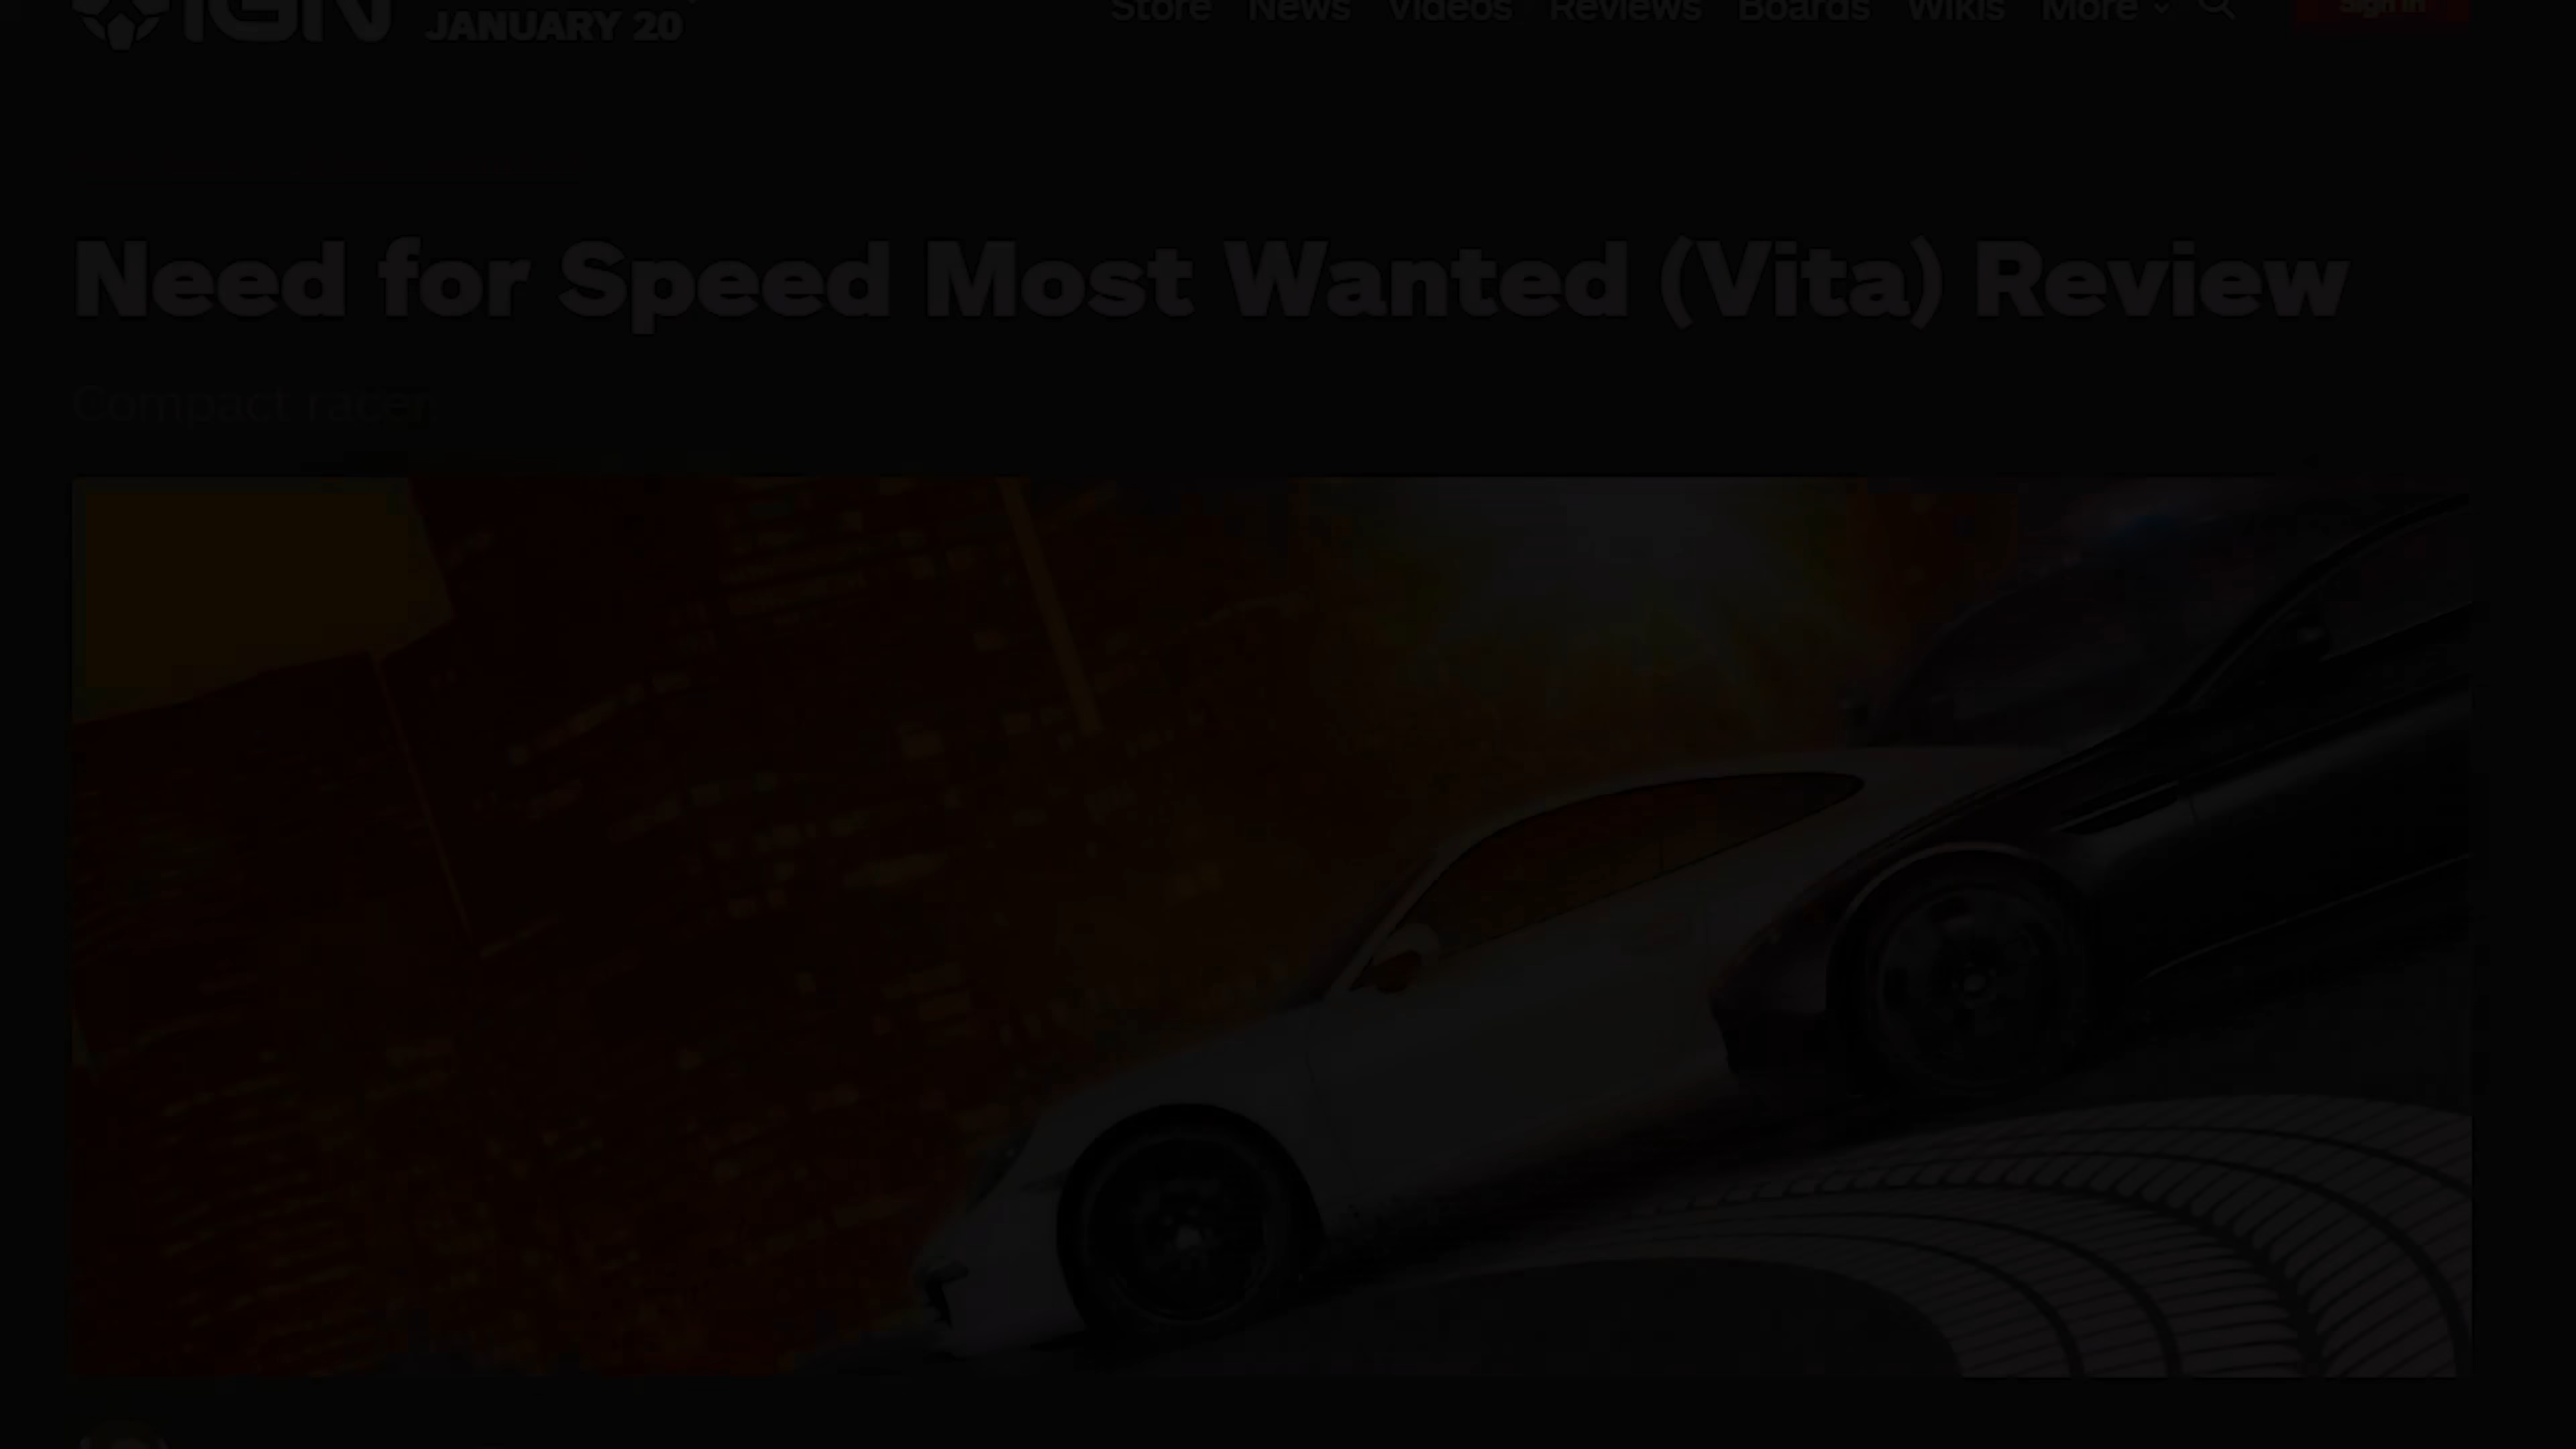 IGN
JANUARY 20
Store News Videos Reviews Boards Wikis More Sign In
Need for Speed Most Wanted (Vita) Review
Compact racer.